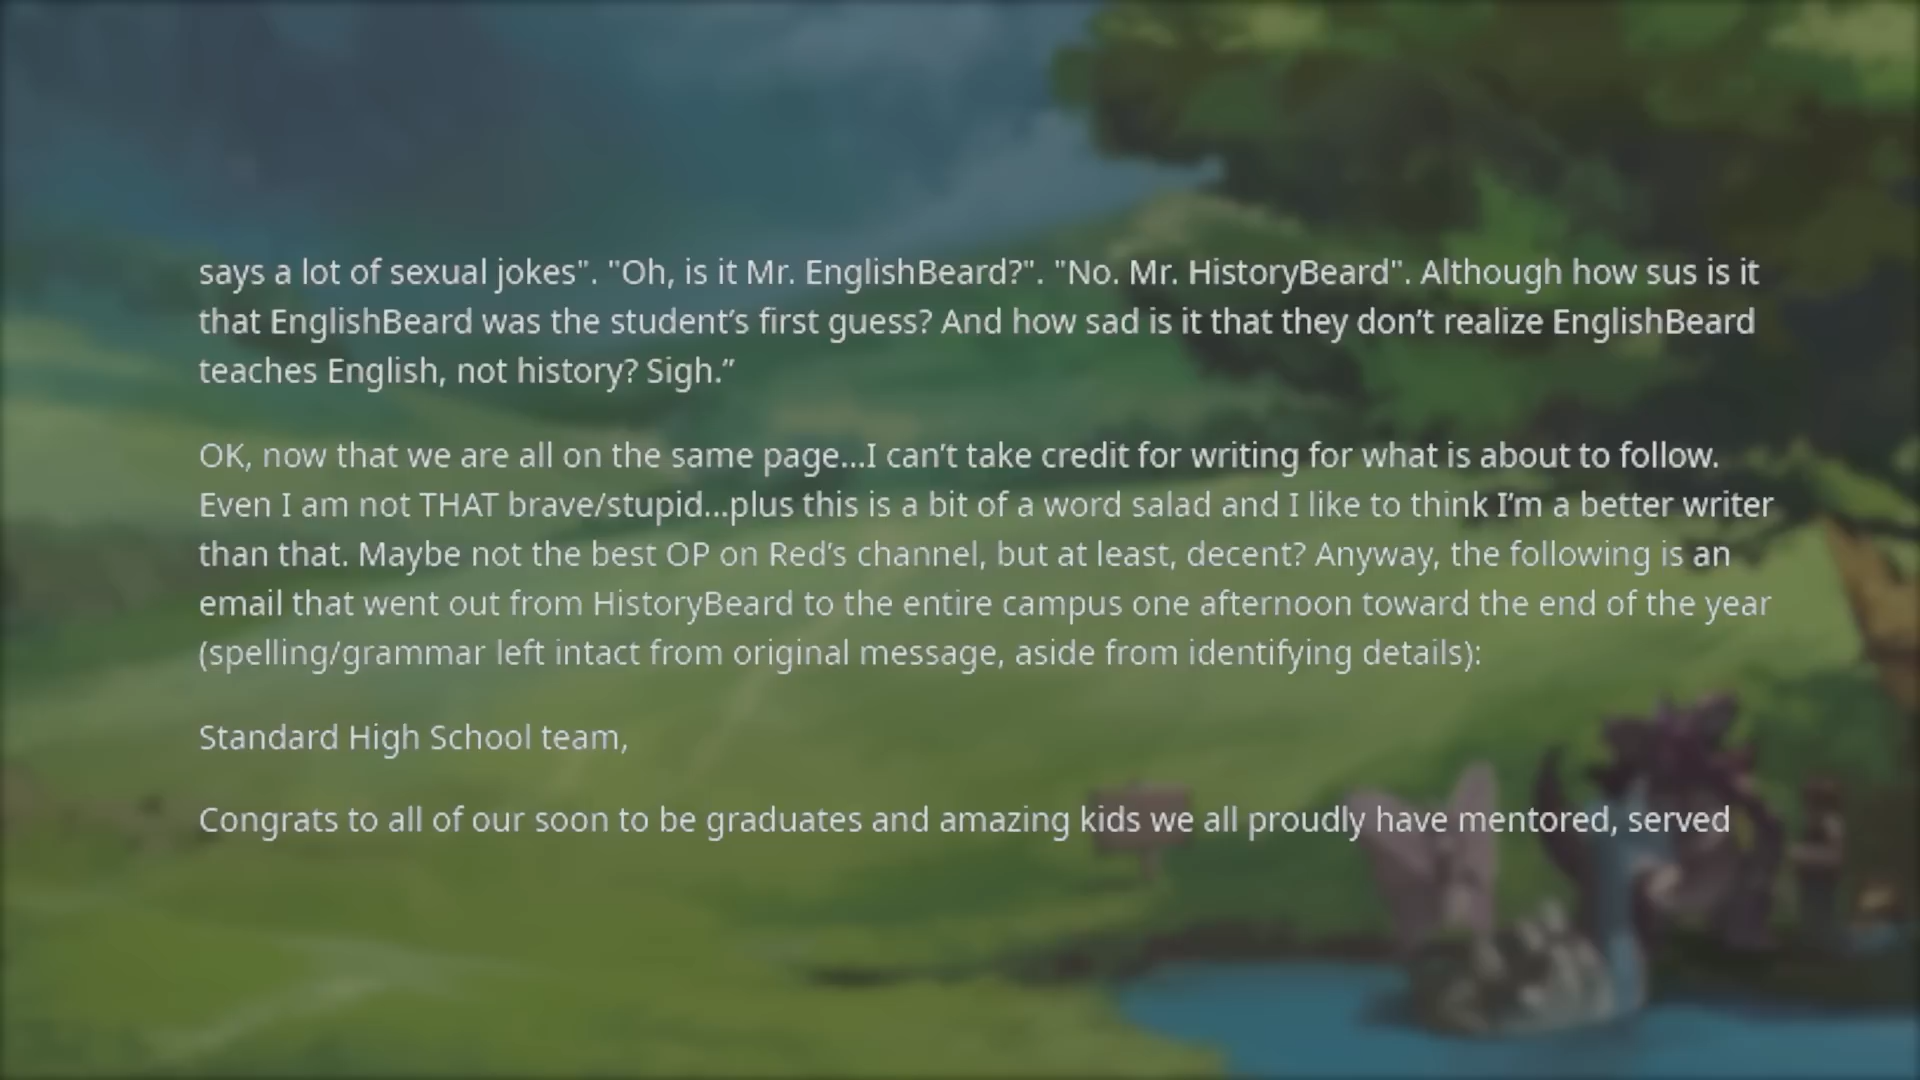 says a lot of sexual jokes". "Oh, is it Mr. EnglishBeard?". "No. Mr. HistoryBeard". Although how sus is it
that EnglishBeard was the student’s first guess? And how sad is it that they don’t realize EnglishBeard
teaches English, not history? Sigh.”
OK, now that we are all on the same page...I can’t take credit for writing for what is about to follow.
Even I am not THAT brave/stupid...plus this is a bit of a word salad and I like to think I’m a better writer
than that. Maybe not the best OP on Red’s channel, but at least, decent? Anyway, the following is an
email that went out from HistoryBeard to the entire campus one afternoon toward the end of the year
(spelling/grammar left intact from original message, aside from identifying details):
Standard High School team,
Congrats to all of our soon to be graduates and amazing kids we all proudly have mentored, served